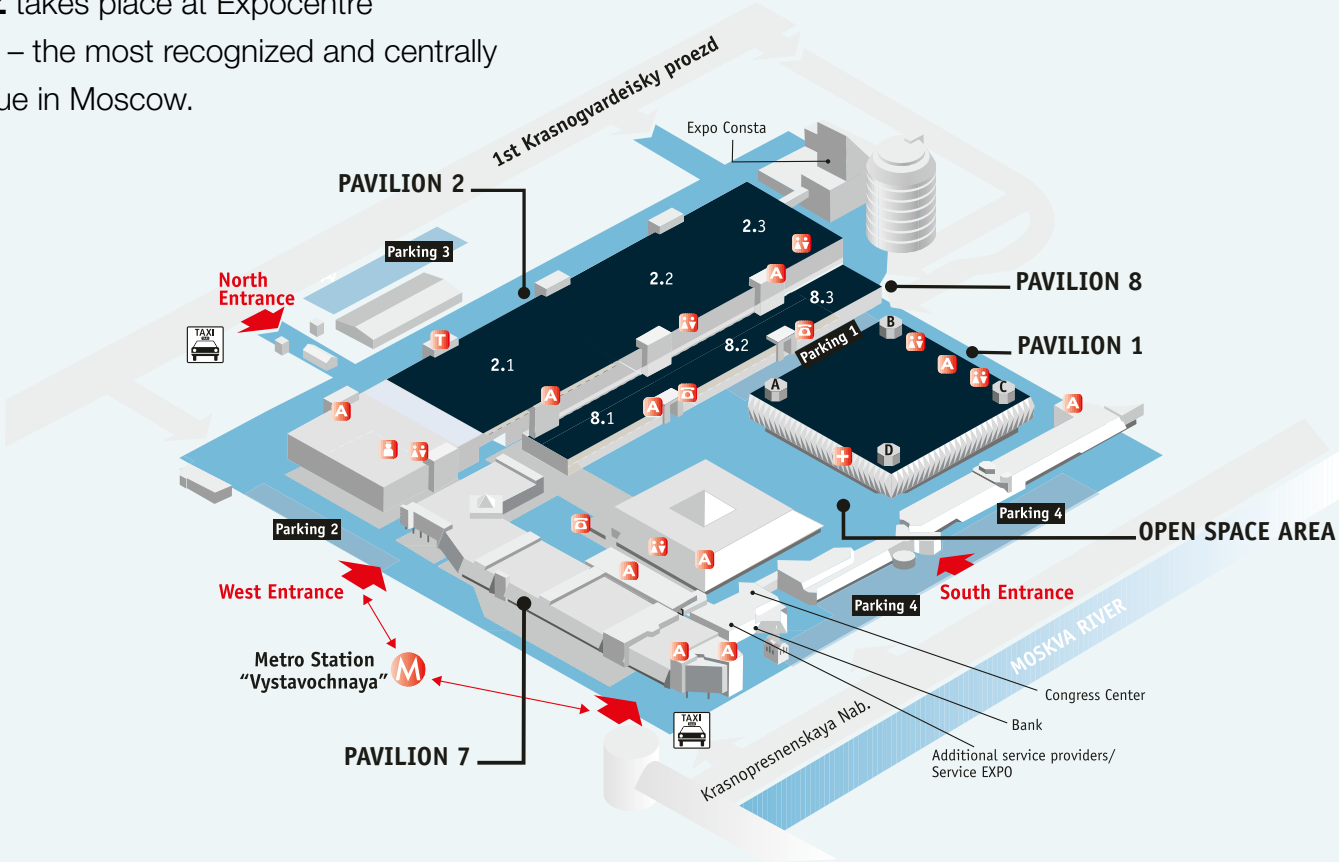 takes place at Expocentre
– the most recognized and centrally
ue in Moscow.
1st Krasnogvardeisky proezd
Expo Consta
PAVILION 2
2.3
Parking 3
2.2
A
North
Entrance
PAVILION 8
8.3
TAXI
B
T
Parking 1
8.2
PAVILION 1
2.1
A
A
C
A
A
8.1
A
A
D
Parking 2
Parking 4
OPEN SPACE AREA
A
A
West Entrance
South Entrance
Parking 4
MOSKVA RIVER
A
A
Metro Station
“Vystavochnaya”
M
Congress Center
TAXI
Bank
Krasnopresnenskaya Nab.
PAVILION 7
Additional service providers/
Service EXPO